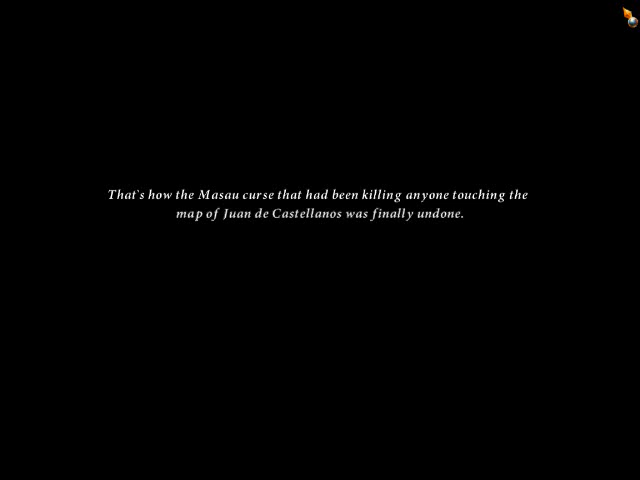 That's how the Masau curse that had been killing anyone touching the
map of Juan de Castellanos was finally undone.